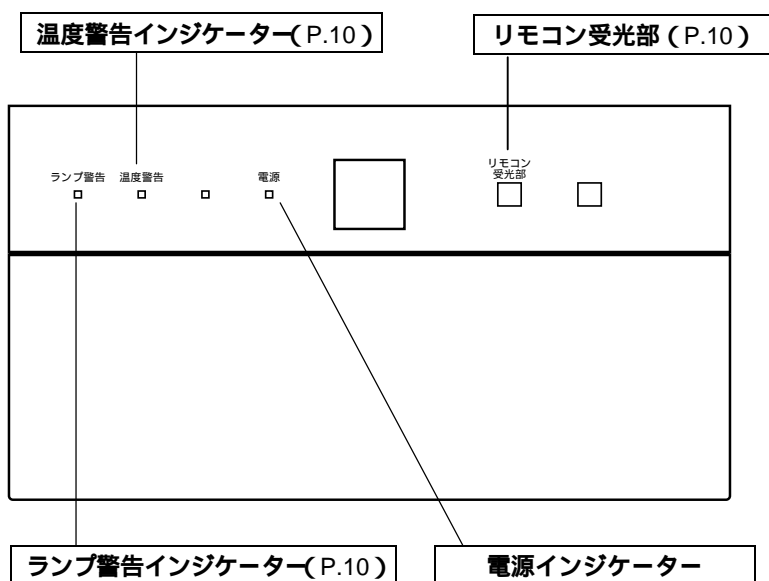 温度警告インジケーター(P.10)
リモコン受光部(P.10)
ランプ警告
温度警告
電源
リモコン
受光部
ランプ警告インジケーター(P.10)
電源インジケーター